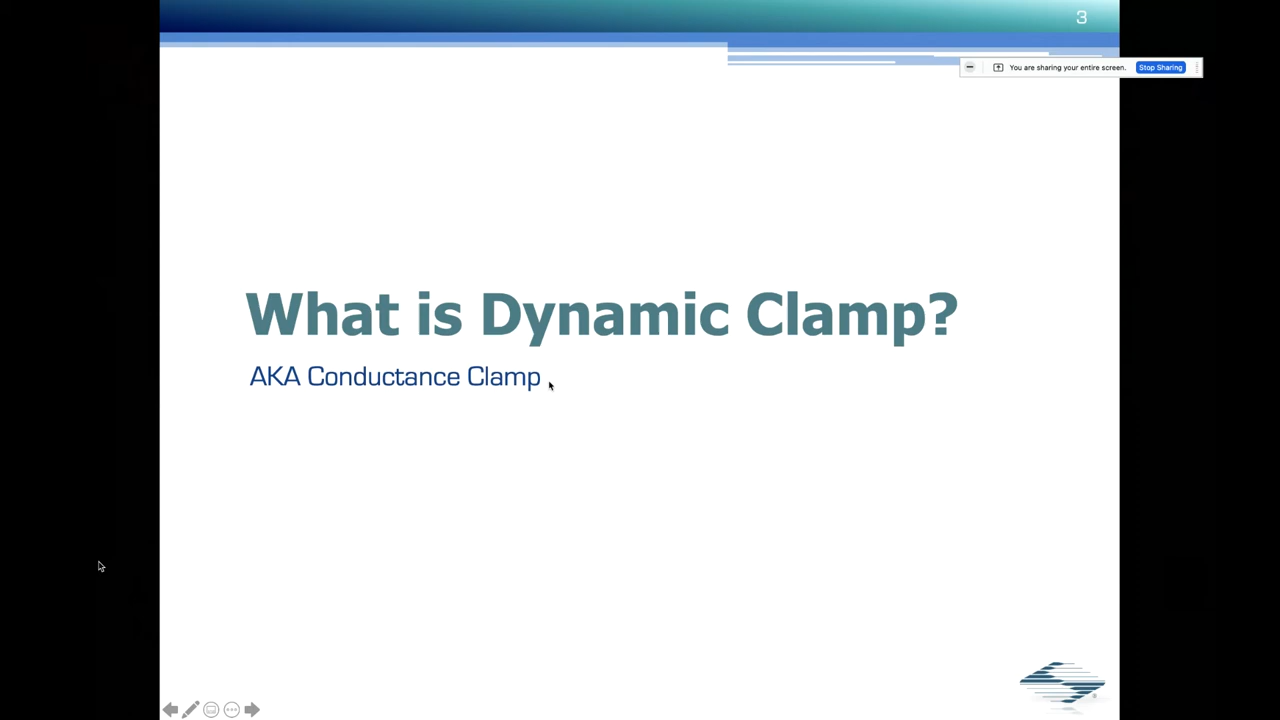 3
You are sharing your entire screen. Stop Sharing
What is Dynamic Clamp?
AKA Conductance Clamp